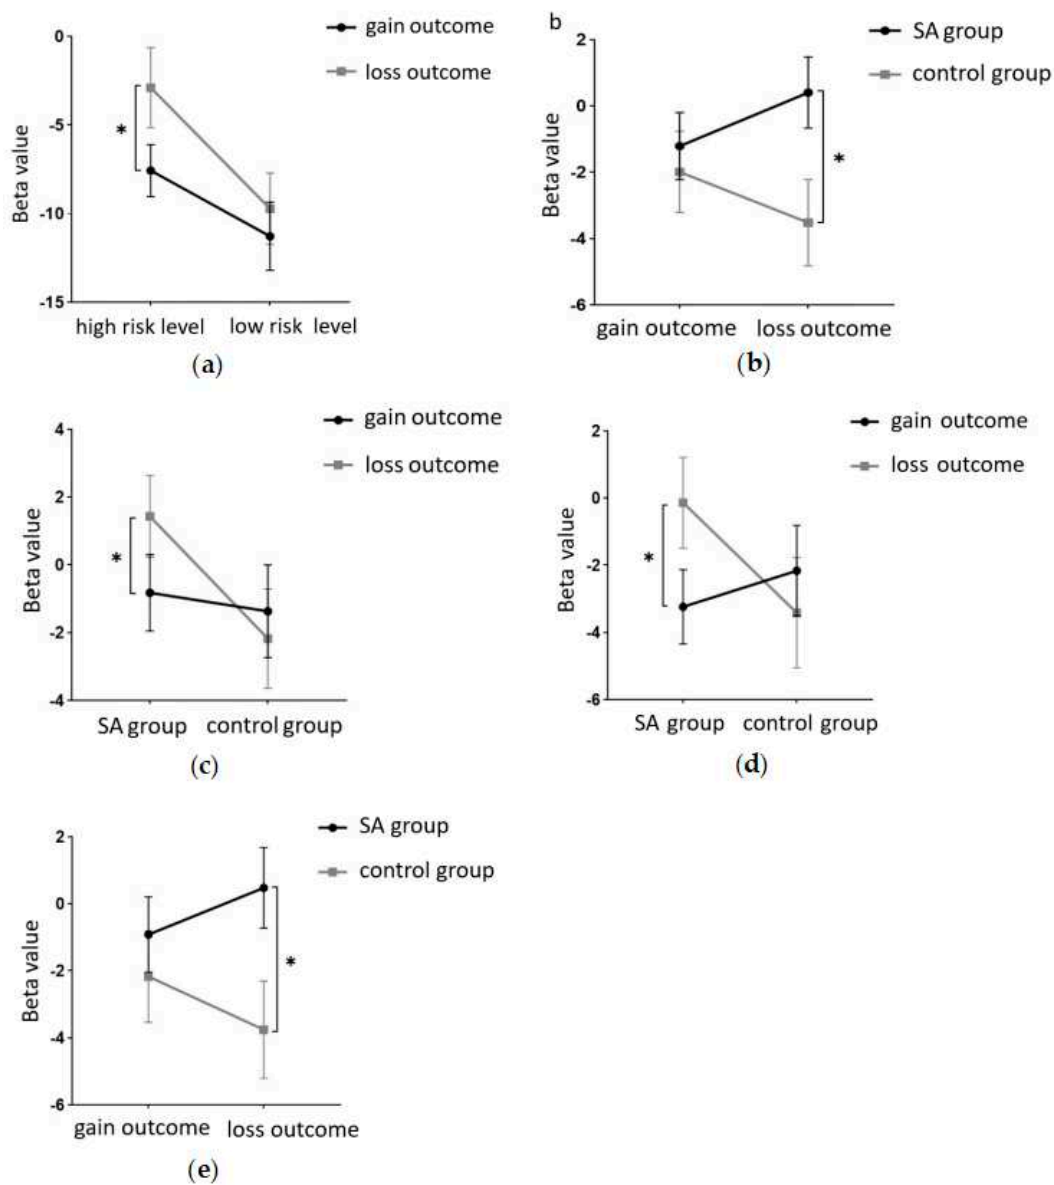 gain outcome
loss outcome
0
-5
-10
-15
Beta value
*
high risk level low risk level
(a)
b
SA group
control group
2
0
-2
-4
-6
Beta value
*
gain outcome loss outcome
(b)
gain outcome
loss outcome
4
2
0
-2
-4
Beta value
*
SA group control group
(c)
gain outcome
loss outcome
2
0
-2
-4
-6
Beta value
*
SA group control group
(d)
SA group
control group
2
0
-2
-4
-6
Beta value
*
gain outcome loss outcome
(e)